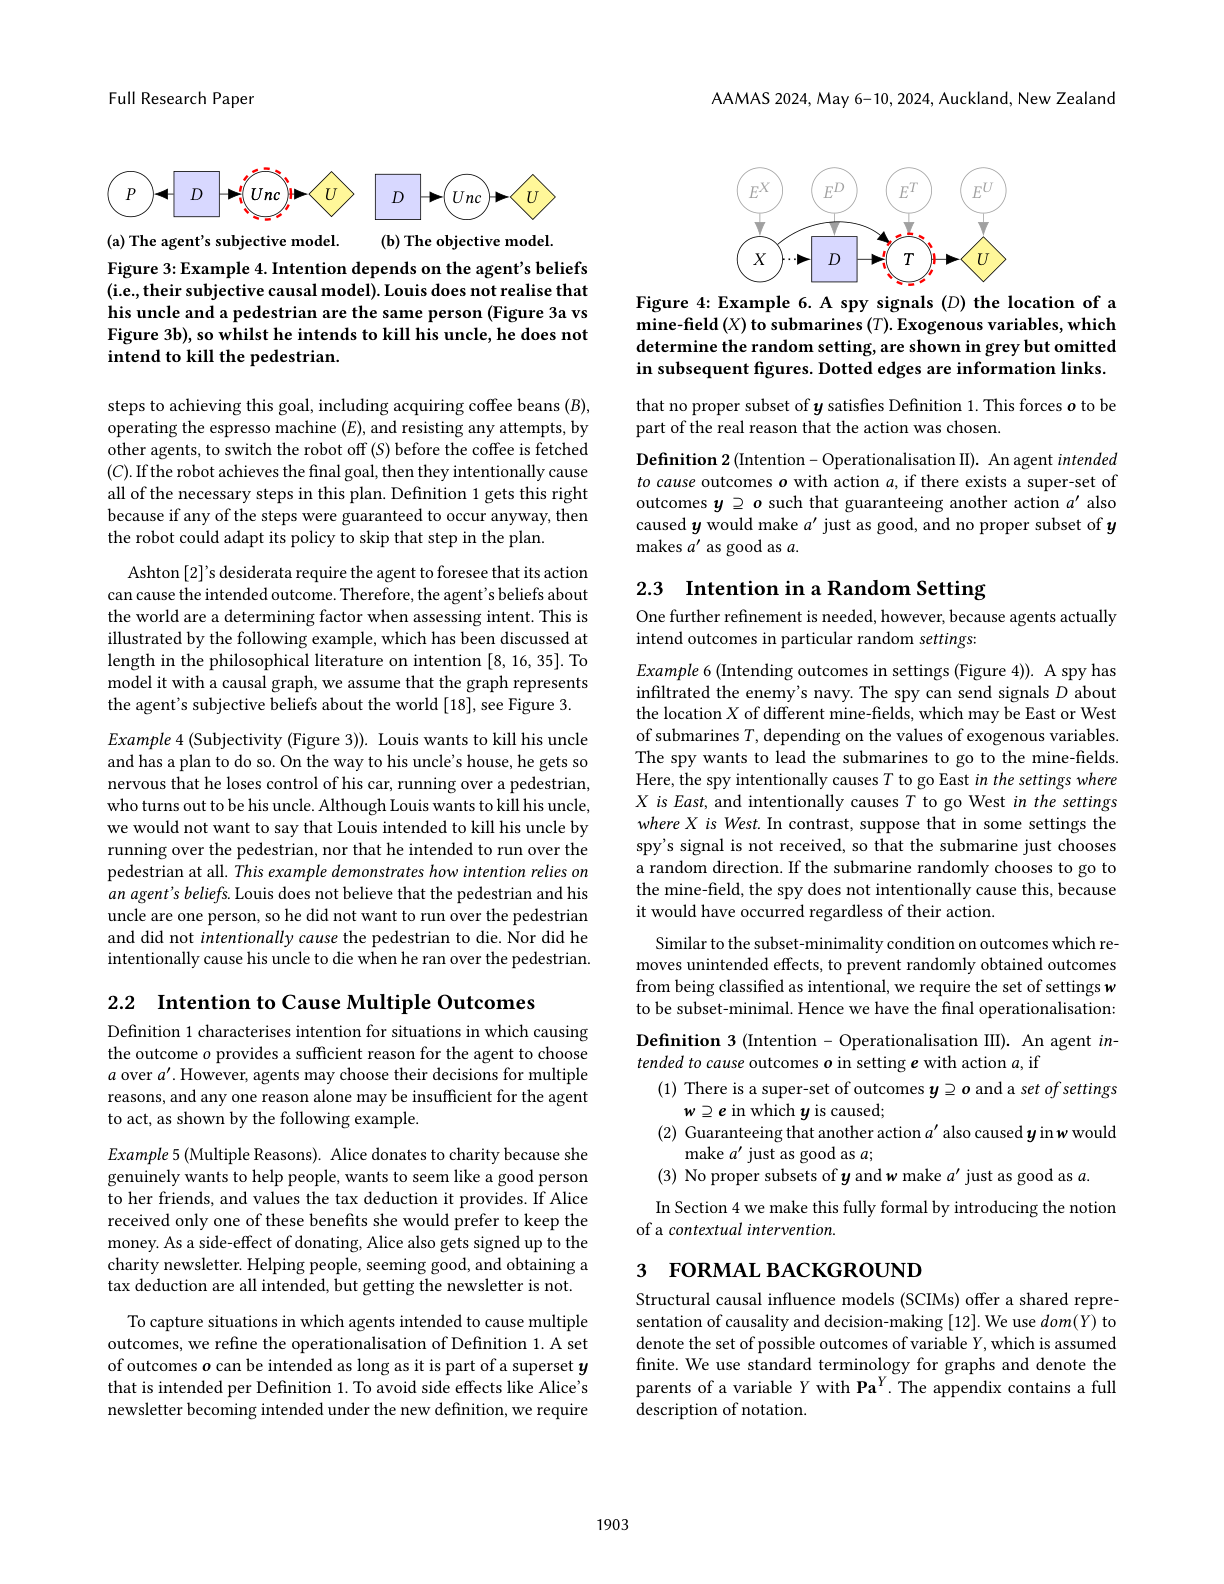 Full Research Paper
AAMAS 2024, May 6–10, 2024, Auckland, New Zealand
P D Unc U
D Unc U
(a) The agent's subjective model.
(b) The objective model.
Figure 3: Example 4. Intention depends on the agent's beliefs
(i.e., their subjective causal model). Louis does not realise that
his uncle and a pedestrian are the same person (Figure 3a vs
Figure 3b), so whilst he intends to kill his uncle, he does not
intend to kill the pedestrian.
steps to achieving this goal, including acquiring coffee beans (B),
operating the espresso machine (E), and resisting any attempts, by
other agents, to switch the robot off (S) before the coffee is fetched
(C). If the robot achieves the final goal, then they intentionally cause
all of the necessary steps in this plan. Definition 1 gets this right
because if any of the steps were guaranteed to occur anyway, then
the robot could adapt its policy to skip that step in the plan.
Ashton [2]'s desiderata require the agent to foresee that its action
can cause the intended outcome. Therefore, the agent's beliefs about
the world are a determining factor when assessing intent. This is
illustrated by the following example, which has been discussed at
length in the philosophical literature on intention [8, 16, 35]. To
model it with a causal graph, we assume that the graph represents
the agent's subjective beliefs about the world [18], see Figure 3.
Example 4 (Subjectivity (Figure 3)). Louis wants to kill his uncle
and has a plan to do so. On the way to his uncle's house, he gets so
nervous that he loses control of his car, running over a pedestrian,
who turns out to be his uncle. Although Louis wants to kill his uncle,
we would not want to say that Louis intended to kill his uncle by
running over the pedestrian, nor that he intended to run over the
pedestrian at all. This example demonstrates how intention relies on
an agent's beliefs. Louis does not believe that the pedestrian and his
uncle are one person, so he did not want to run over the pedestrian
and did not intentionally cause the pedestrian to die. Nor did he
intentionally cause his uncle to die when he ran over the pedestrian.
2.2 Intention to Cause Multiple Outcomes
Definition 1 characterises intention for situations in which causing
the outcome o provides a sufficient reason for the agent to choose
a over a′. However, agents may choose their decisions for multiple
reasons, and any one reason alone may be insufficient for the agent
to act, as shown by the following example.
Example 5 (Multiple Reasons). Alice donates to charity because she
genuinely wants to help people, wants to seem like a good person
to her friends, and values the tax deduction it provides. If Alice
received only one of these benefits she would prefer to keep the
money. As a side-effect of donating, Alice also gets signed up to the
charity newsletter. Helping people, seeming good, and obtaining a
tax deduction are all intended, but getting the newsletter is not.
To capture situations in which agents intended to cause multiple
outcomes, we refine the operationalisation of Definition 1. A set
of outcomes o can be intended as long as it is part of a superset y
that is intended per Definition 1. To avoid side effects like Alice's
newsletter becoming intended under the new definition, we require
E^X E^D E^T E^U
X D T U
Figure 4: Example 6. A spy signals (D) the location of a
mine-field (X) to submarines (T). Exogenous variables, which
determine the random setting, are shown in grey but omitted
in subsequent figures. Dotted edges are information links.
that no proper subset of y satisfies Definition 1. This forces o to be
part of the real reason that the action was chosen.
Definition 2 (Intention – Operationalisation II). An agent intended
to cause outcomes o with action a, if there exists a super-set of
outcomes y ⊇ o such that guaranteeing another action a′ also
caused y would make a′ just as good, and no proper subset of y
makes a′ as good as a.
2.3 Intention in a Random Setting
One further refinement is needed, however, because agents actually
intend outcomes in particular random settings:
Example 6 (Intending outcomes in settings (Figure 4)). A spy has
infiltrated the enemy's navy. The spy can send signals D about
the location X of different mine-fields, which may be East or West
of submarines T, depending on the values of exogenous variables.
The spy wants to lead the submarines to go to the mine-fields.
Here, the spy intentionally causes T to go East in the settings where
X is East, and intentionally causes T to go West in the settings
where X is West. In contrast, suppose that in some settings the
spy's signal is not received, so that the submarine just chooses
a random direction. If the submarine randomly chooses to go to
the mine-field, the spy does not intentionally cause this, because
it would have occurred regardless of their action.
Similar to the subset-minimality condition on outcomes which re-
moves unintended effects, to prevent randomly obtained outcomes
from being classified as intentional, we require the set of settings w
to be subset-minimal. Hence we have the final operationalisation:
Definition 3 (Intention – Operationalisation III). An agent in-
tended to cause outcomes o in setting e with action a, if
(1) There is a super-set of outcomes y ⊇ o and a set of settings
w ⊇ e in which y is caused;
(2) Guaranteeing that another action a′ also caused y in w would
make a′ just as good as a;
(3) No proper subsets of y and w make a′ just as good as a.
In Section 4 we make this fully formal by introducing the notion
of a contextual intervention.
3 FORMAL BACKGROUND
Structural causal influence models (SCIMs) offer a shared repre-
sentation of causality and decision-making [12]. We use dom(Y) to
denote the set of possible outcomes of variable Y, which is assumed
finite. We use standard terminology for graphs and denote the
parents of a variable Y with Pa^Y. The appendix contains a full
description of notation.
1903